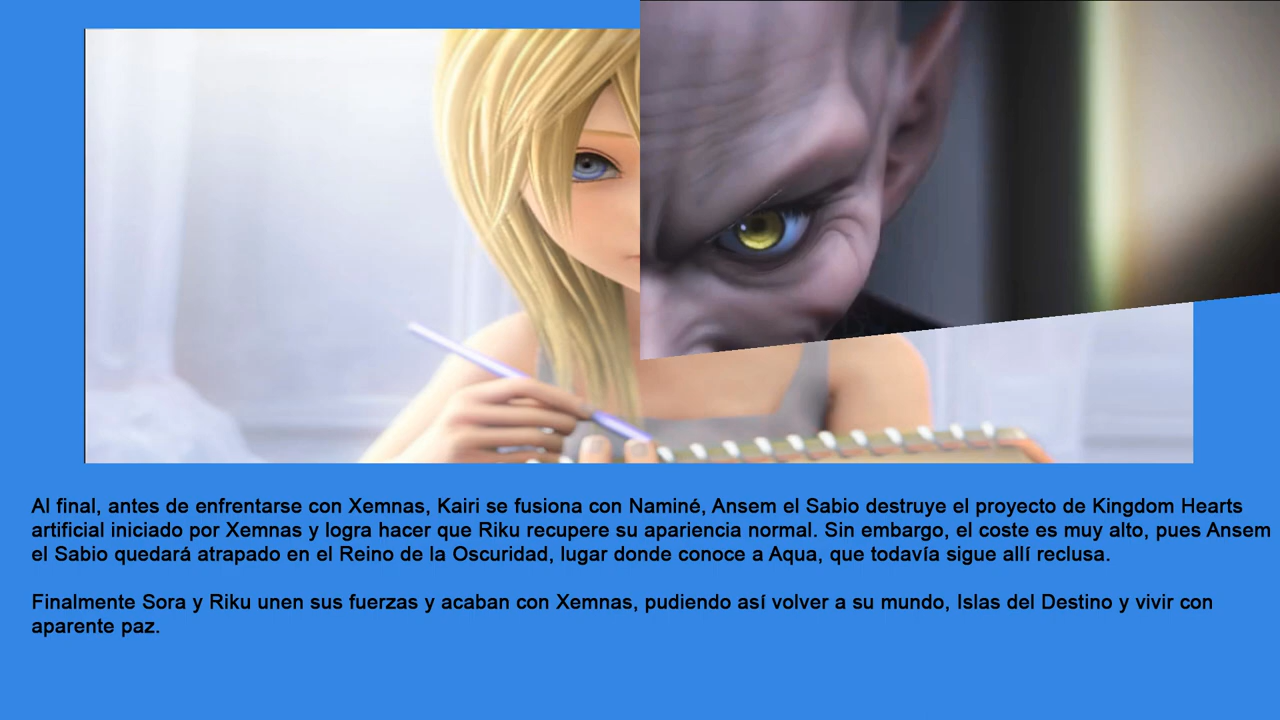 Al final, antes de enfrentarse con Xemnas, Kairi se fusiona con Naminé, Ansem el Sabio destruye el proyecto de Kingdom Hearts
artificial iniciado por Xemnas y logra hacer que Riku recupere su apariencia normal. Sin embargo, el coste es muy alto, pues Ansem
el Sabio quedará atrapado en el Reino de la Oscuridad, lugar donde conoce a Aqua, que todavía sigue allí reclusa.
Finalmente Sora y Riku unen sus fuerzas y acaban con Xemnas, pudiendo así volver a su mundo, Islas del Destino y vivir con
aparente paz.